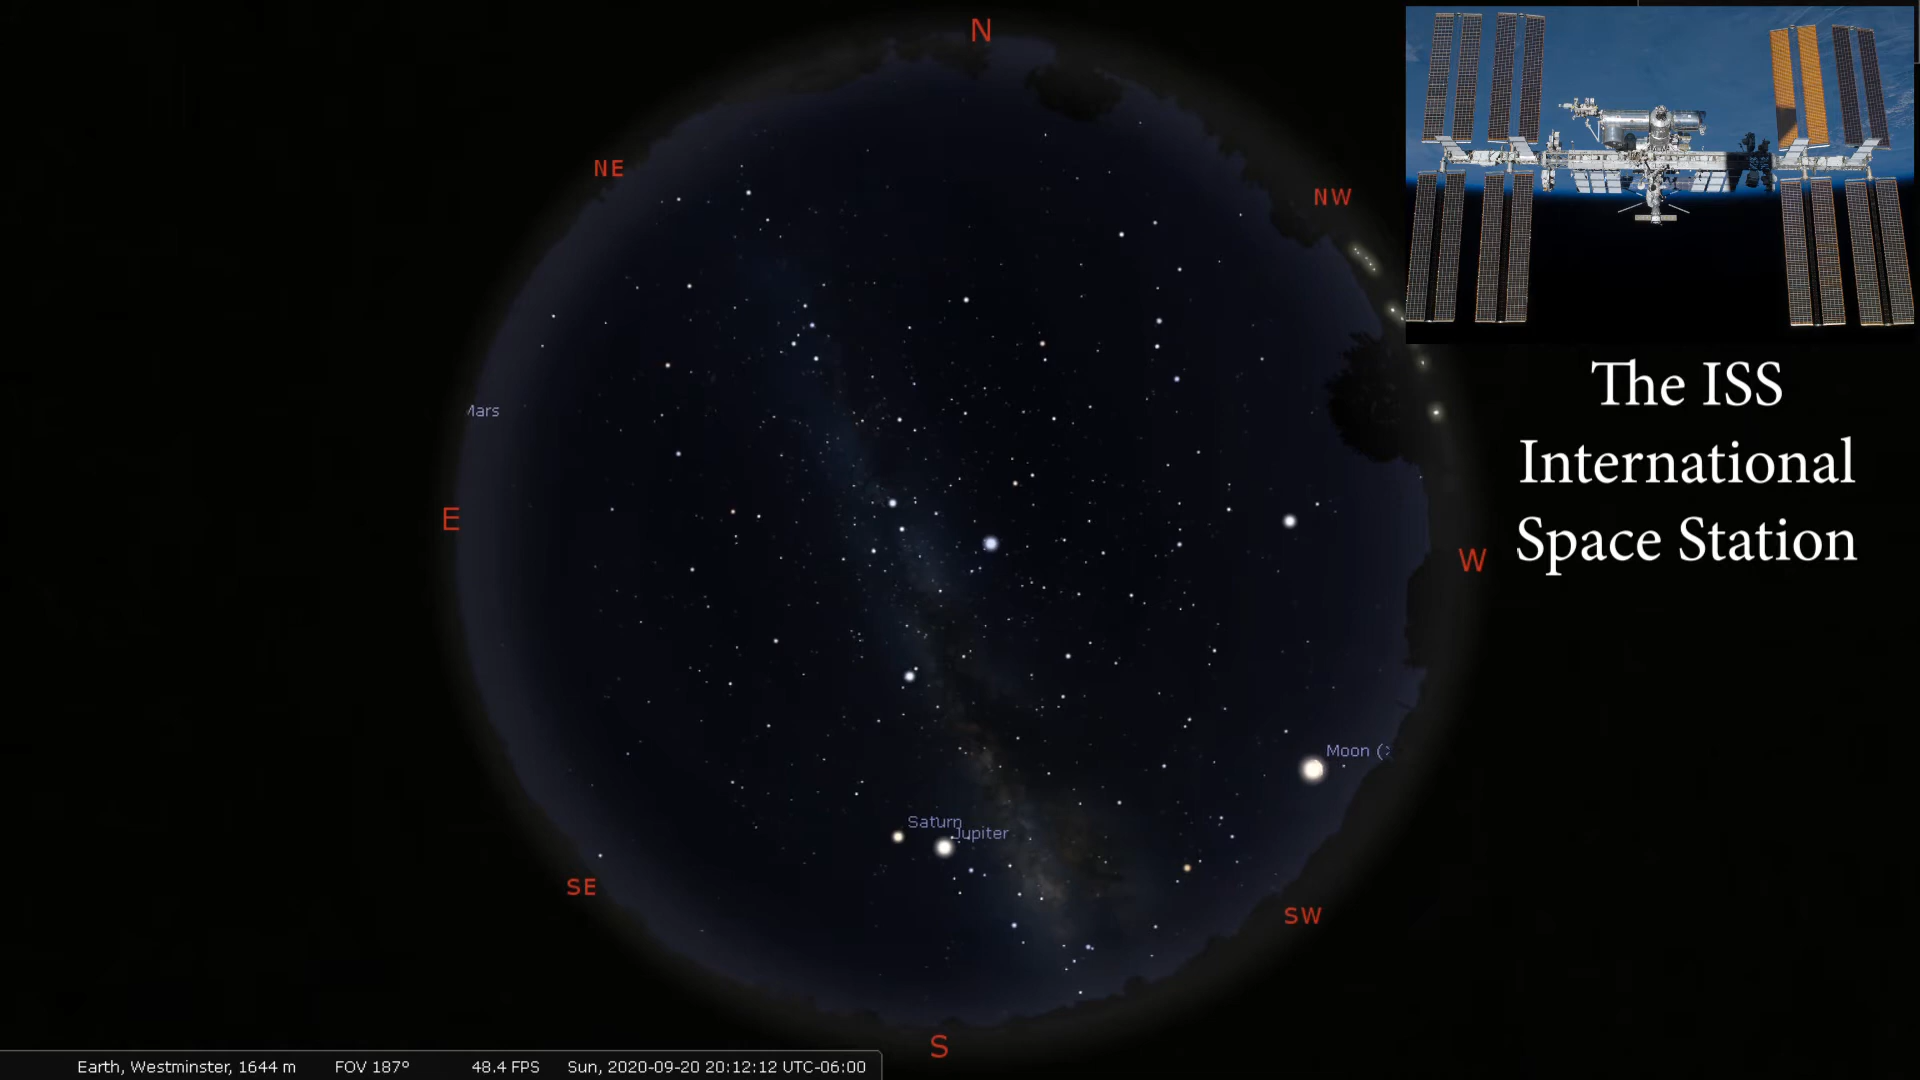 N
NE
NW
The ISS
International
Space Station
Mars
E
W
Moon (
Saturn
Jupiter
SE
SW
S
Earth, Westminster, 1644 m FOV 187° 48.4 FPS Sun, 2020-09-20 20:12:12 UTC-06:00